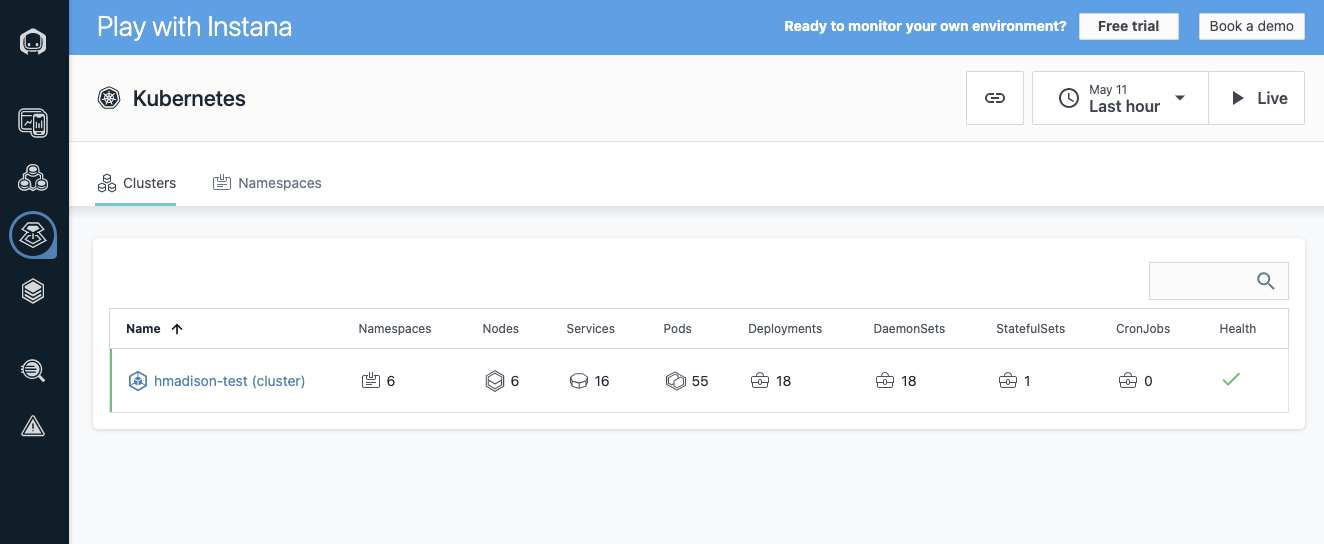 Play with Instana
Ready to monitor your own environment? Free trial Book a demo
Kubernetes
May 11
Last hour
Live
Clusters Namespaces
Name Namespaces Nodes Services Pods Deployments DaemonSets StatefulSets CronJobs Health
hmadison-test (cluster) 6 6 16 55 18 18 1 0